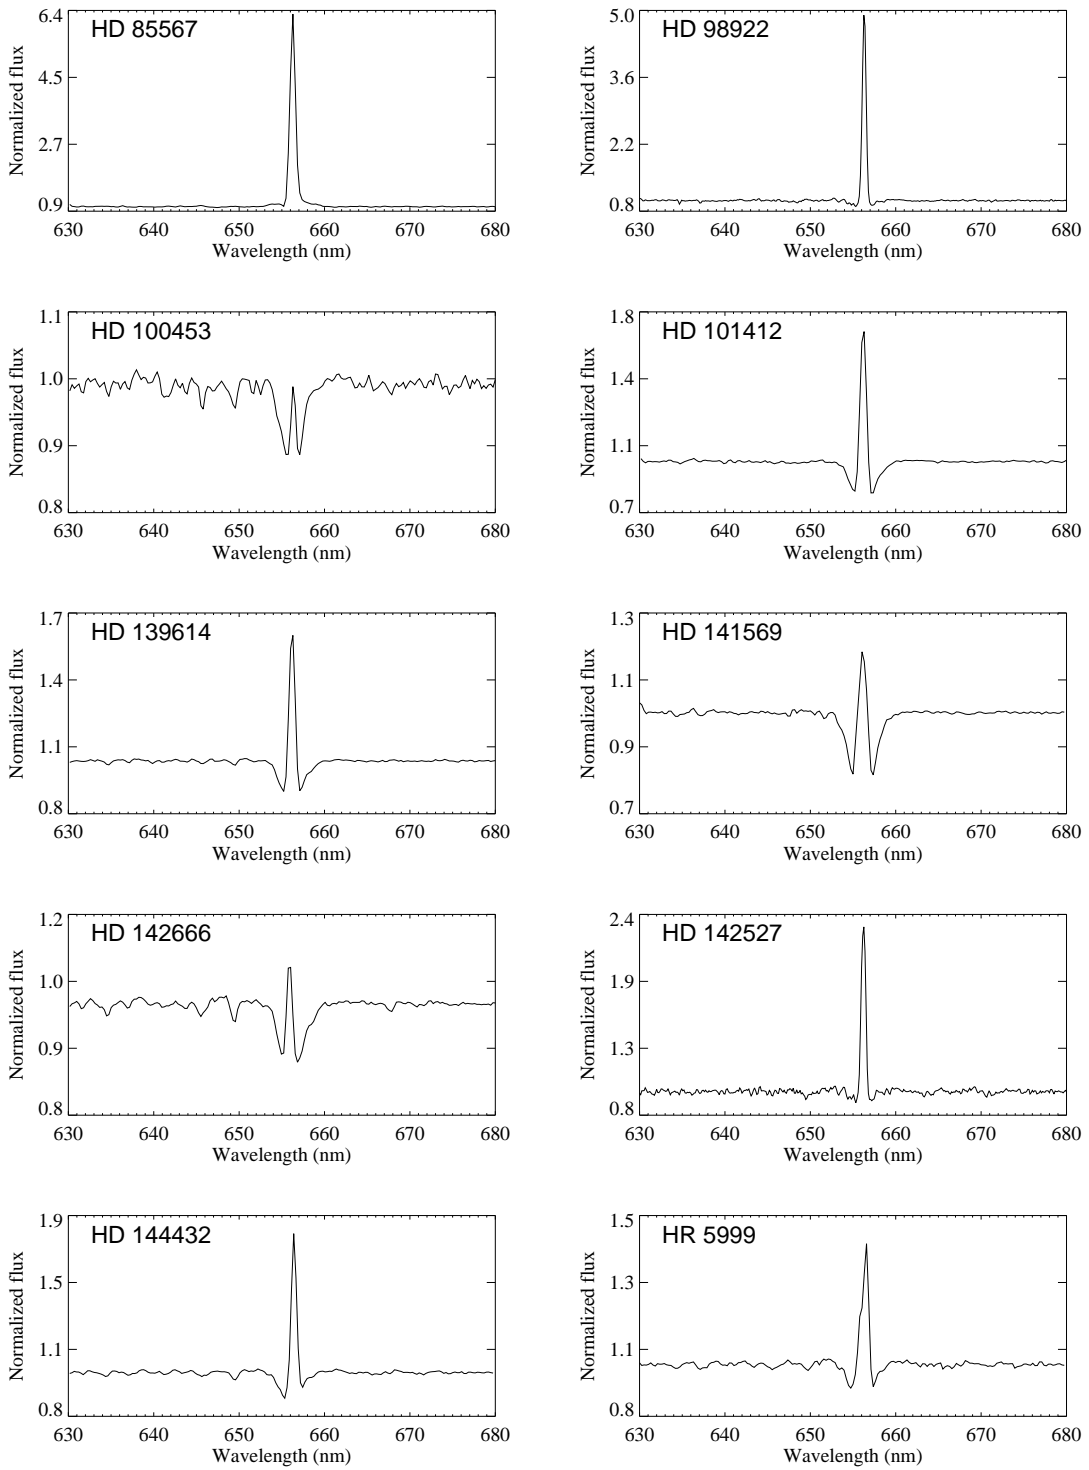 HD 85567
Normalized flux
6.4
4.5
2.7
0.9
630 640 650 660 670 680
Wavelength (nm)
HD 98922
Normalized flux
5.0
3.6
2.2
0.8
630 640 650 660 670 680
Wavelength (nm)
HD 100453
Normalized flux
1.1
1.0
0.9
0.8
630 640 650 660 670 680
Wavelength (nm)
HD 101412
Normalized flux
1.8
1.4
1.1
0.7
630 640 650 660 670 680
Wavelength (nm)
HD 139614
Normalized flux
1.7
1.4
1.1
0.8
630 640 650 660 670 680
Wavelength (nm)
HD 141569
Normalized flux
1.3
1.1
0.9
0.7
630 640 650 660 670 680
Wavelength (nm)
HD 142666
Normalized flux
1.2
1.0
0.9
0.8
630 640 650 660 670 680
Wavelength (nm)
HD 142527
Normalized flux
2.4
1.9
1.3
0.8
630 640 650 660 670 680
Wavelength (nm)
HD 144432
Normalized flux
1.9
1.5
1.1
0.8
630 640 650 660 670 680
Wavelength (nm)
HR 5999
Normalized flux
1.5
1.3
1.1
0.8
630 640 650 660 670 680
Wavelength (nm)